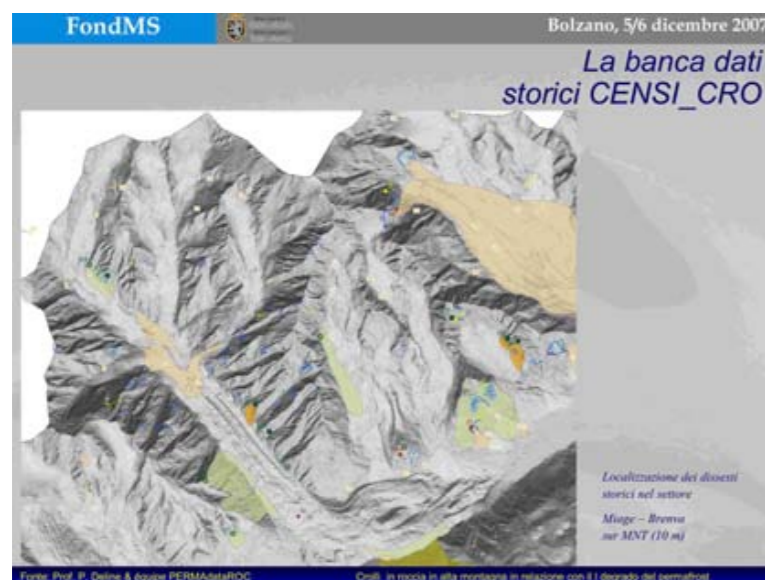 FondMS
Bolzano, 5/6 dicembre 2007
La banca dati
storici CENSI_CRO
Localizzazione dei dissesti
storici nel settore
Miage – Brenva
su MNT (10 m)
Fonte: Prof. P. Deline & équipe PERMAdataROC
Crolli in roccia in alta montagna in relazione con il degrado del permafrost